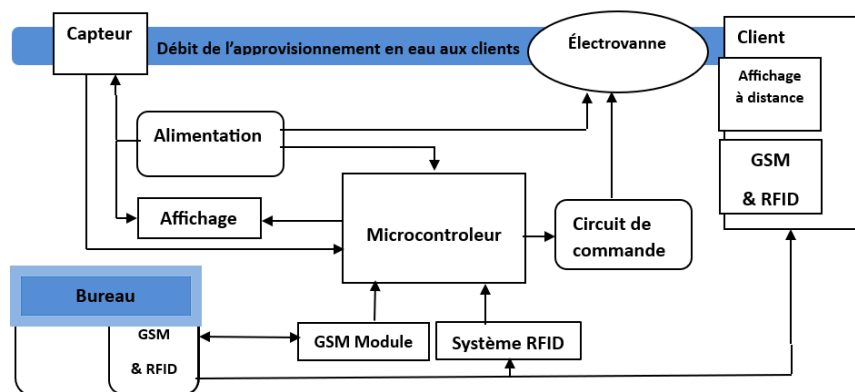 Capteur
Débit de l'approvisionnement en eau aux clients
Électrovanne
Client
Affichage
à distance
Alimentation
GSM
& RFID
Affichage
Microcontroleur
Circuit de
commande
Bureau
GSM
& RFID
GSM Module
Système RFID